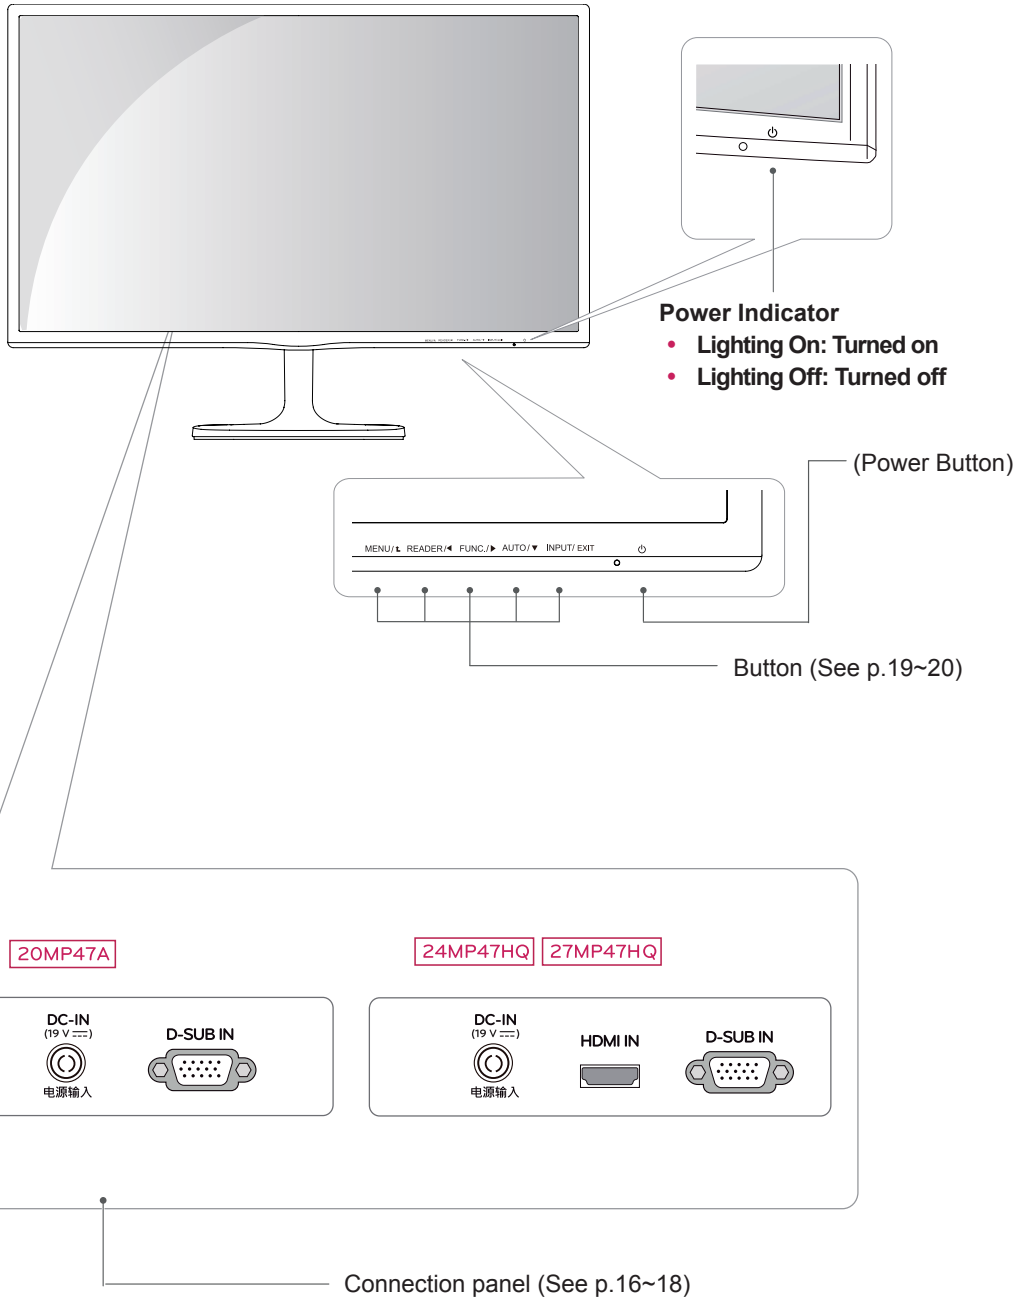 Power Indicator
• Lighting On: Turned on
• Lighting Off: Turned off
(Power Button)
MENU/ READER/◀ FUNC./▶ AUTO/▼ INPUT/ EXIT
Button (See p.19~20)
20MP47A
24MP47HQ 27MP47HQ
DC-IN
(19 V ⎓)
D-SUB IN
电源输入
DC-IN
(19 V ⎓)
HDMI IN
D-SUB IN
电源输入
Connection panel (See p.16~18)